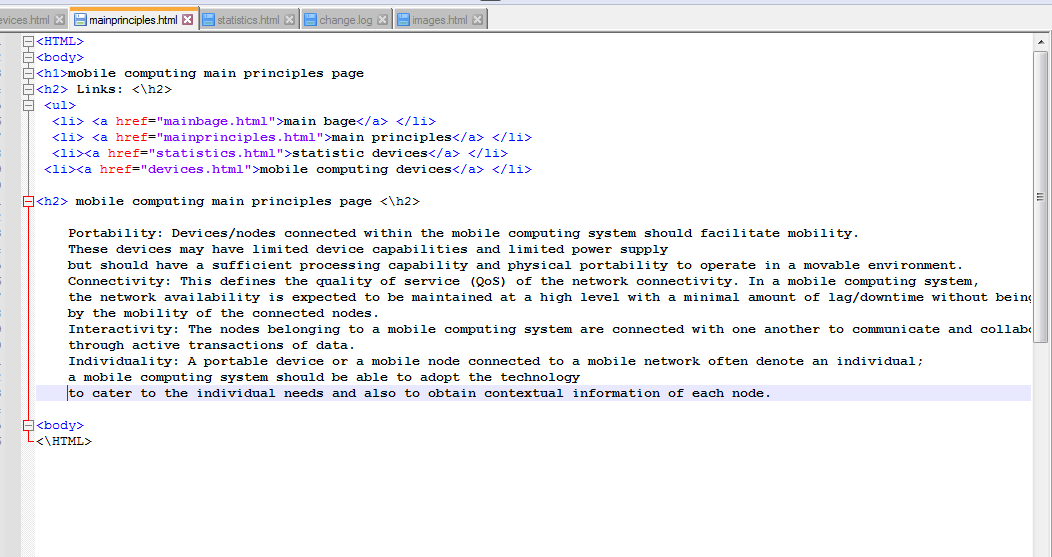 evices.html mainprinciples.html statistics.html change.log images.html
<HTML>
<body>
<h1>mobile computing main principles page
<h2> Links: <\h2>
<ul>
<li> <a href="mainbage.html">main bage</a> </li>
<li> <a href="mainprinciples.html">main principles</a> </li>
<li><a href="statistics.html">statistic devices</a> </li>
<li><a href="devices.html">mobile computing devices</a> </li>
<h2> mobile computing main principles page <\h2>
Portability: Devices/nodes connected within the mobile computing system should facilitate mobility.
These devices may have limited device capabilities and limited power supply
but should have a sufficient processing capability and physical portability to operate in a movable environment.
Connectivity: This defines the quality of service (QoS) of the network connectivity. In a mobile computing system,
the network availability is expected to be maintained at a high level with a minimal amount of lag/downtime without being
by the mobility of the connected nodes.
Interactivity: The nodes belonging to a mobile computing system are connected with one another to communicate and collabo
through active transactions of data.
Individuality: A portable device or a mobile node connected to a mobile network often denote an individual;
a mobile computing system should be able to adopt the technology
to cater to the individual needs and also to obtain contextual information of each node.
<body>
<\HTML>